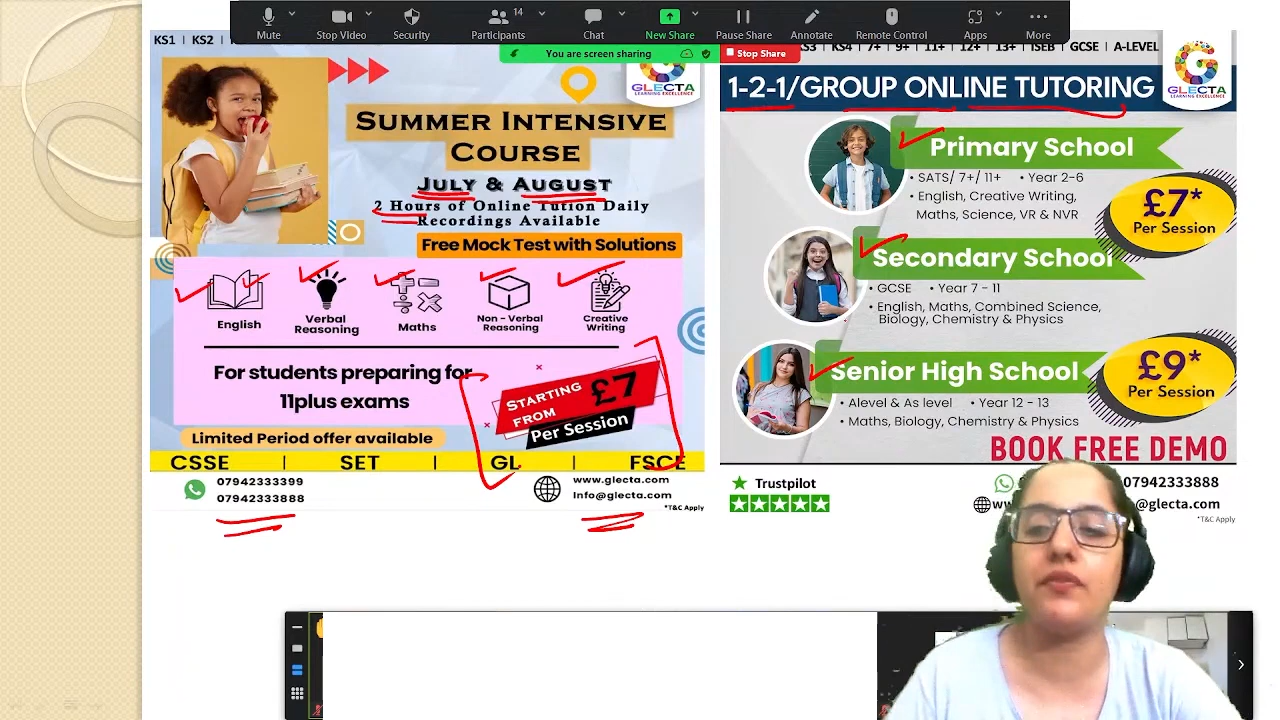 14
Mute
Stop Video
Security
Participants
Chat
New Share
Pause Share
Annotate
Remote Control
Apps
More
You are screen sharing
Stop Share
KS1 | KS2 |
GLECTA
LEARNING EXCELLENCE
SUMMER INTENSIVE
COURSE
JULY & AUGUST
2 Hours of Online Tution Daily
Recordings Available
Free Mock Test with Solutions
English
Verbal
Reasoning
Maths
Non - Verbal
Reasoning
Creative
Writing
For students preparing for
11plus exams
STARTING
FROM
£7
Per Session
Limited Period offer available
CSSE | SET | GL | FSCE
07942333399
07942333888
www.glecta.com
Info@glecta.com
*T&C Apply
KS3 | KS4 | 7+ | 9+ | 11+ | 12+ | 13+ | ISEB | GCSE | A-LEVEL
1-2-1/GROUP ONLINE TUTORING
GLECTA
LEARNING EXCELLENCE
Primary School
• SATS/ 7+/ 11+ • Year 2-6
• English, Creative Writing,
Maths, Science, VR & NVR
£7*
Per Session
Secondary School
• GCSE • Year 7 - 11
• English, Maths, Combined Science,
Biology, Chemistry & Physics
Senior High School
• Alevel & As level • Year 12 - 13
• Maths, Biology, Chemistry & Physics
£9*
Per Session
BOOK FREE DEMO
Trustpilot
07942333888
@glecta.com
*T&C Apply